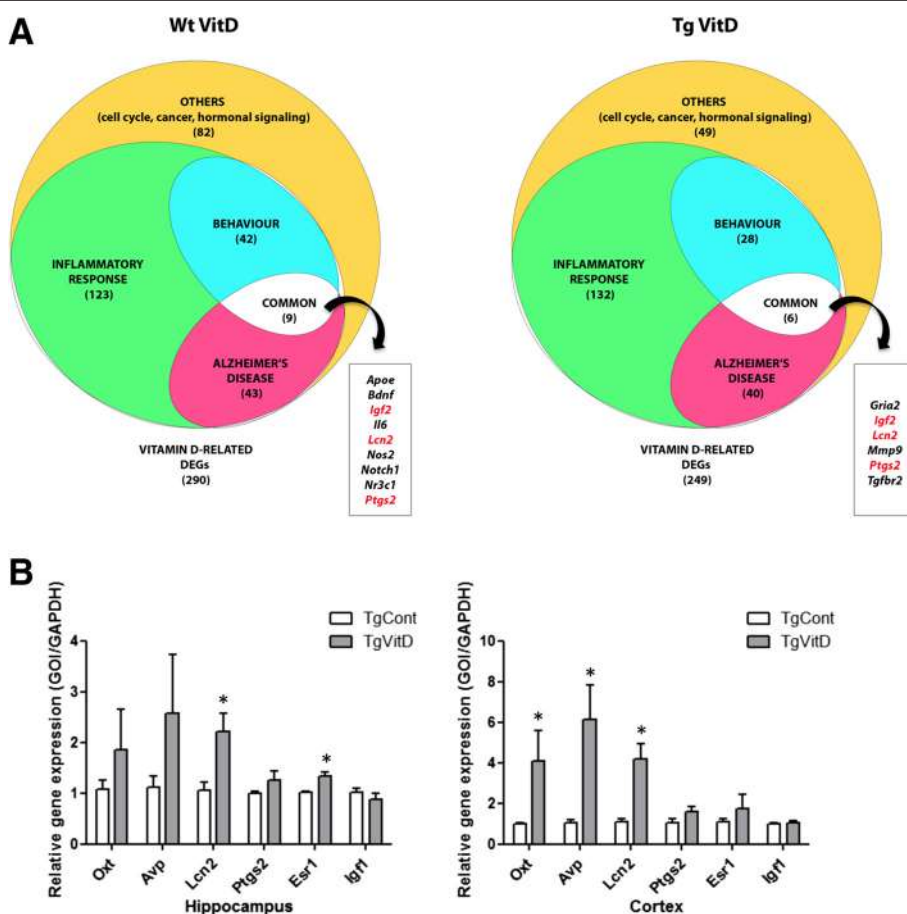 A
Wt VitD
OTHERS
(cell cycle, cancer, hormonal signaling)
(82)
BEHAVIOUR
(42)
INFLAMMATORY
RESPONSE
(123)
COMMON
(9)
ALZHEIMER'S
DISEASE
(43)
VITAMIN D-RELATED
DEGs
(290)
Apoe
Bdnf
Igf2
Il6
Lcn2
Nos2
Notch1
Nr3c1
Ptgs2
Tg VitD
OTHERS
(cell cycle, cancer, hormonal signaling)
(49)
BEHAVIOUR
(28)
INFLAMMATORY
RESPONSE
(132)
COMMON
(6)
ALZHEIMER'S
DISEASE
(40)
VITAMIN D-RELATED
DEGs
(249)
Gria2
Igf2
Lcn2
Mmp9
Ptgs2
Tgfbr2
B
Relative gene expression (GOI/GAPDH)
4
3
2
1
0
TgCont
TgVitD
*
*
Oxt
Avp
Lcn2
Ptgs2
Esr1
Igf1
Hippocampus
Relative gene expression (GOI/GAPDH)
10
8
6
4
2
0
TgCont
TgVitD
*
*
*
Oxt
Avp
Lcn2
Ptgs2
Esr1
Igf1
Cortex